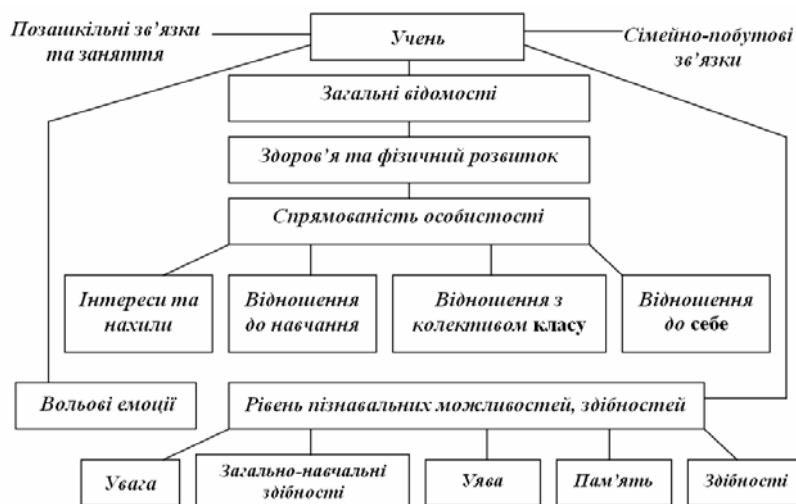 Позашкільні зв’язки
та заняття
Учень
Сімейно-побутові
зв’язки
Загальні відомості
Здоров’я та фізичний розвиток
Спрямованість особистості
Інтереси та
нахили
Відношення
до навчання
Відношення з
колективом класу
Відношення
до себе
Вольові емоції
Рівень пізнавальних можливостей, здібностей
Увага
Загально-навчальні
здібності
Уява
Пам’ять
Здібності